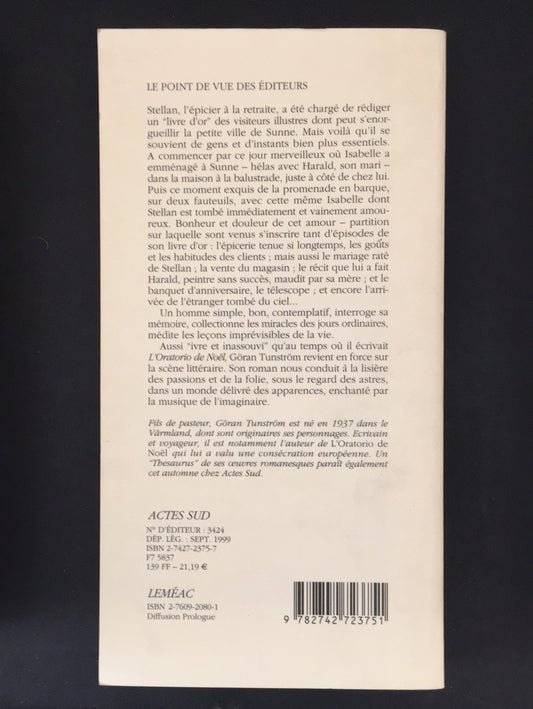 LE POINT DE VUE DES ÉDITEURS
Stellan, l'épicier à la retraite, a été chargé de rédiger
un "livre d'or" des visiteurs illustres dont peut s'enor-
gueillir la petite ville de Sunne. Mais voilà qu'il se
souvient de gens et d'instants bien plus essentiels.
A commencer par ce jour merveilleux où Isabelle a
emménagé à Sunne – hélas avec Harald, son mari –
dans la maison à la balustrade, juste à côté de chez lui.
Puis ce moment exquis de la promenade en barque,
sur deux fauteuils, avec cette même Isabelle dont
Stellan est tombé immédiatement et vainement amou-
reux. Bonheur et douleur de cet amour – partition
sur laquelle sont venus s'inscrire tant d'épisodes de
son livre d'or : l'épicerie tenue si longtemps, les goûts
et les habitudes des clients ; mais aussi le mariage raté
de Stellan ; la vente du magasin ; le récit que lui a fait
Harald, peintre sans succès, maudit par sa mère ; et le
banquet d'anniversaire, le télescope ; et encore l'arri-
vée de l'étranger tombé du ciel...
Un homme simple, bon, contemplatif, interroge sa
mémoire, collectionne les miracles des jours ordinaires,
médite les leçons imprévisibles de la vie.
Aussi "ivre et inassouvi" qu'au temps où il écrivait
L'Oratorio de Noël, Göran Tunström revient en force sur
la scène littéraire. Son roman nous conduit à la lisière
des passions et de la folie, sous le regard des astres,
dans un monde délivré des apparences, enchanté par
la musique de l'imaginaire.
Fils de pasteur, Göran Tunström est né en 1937 dans le
Värmland, dont sont originaires ses personnages. Ecrivain
et voyageur, il est notamment l'auteur de L'Oratorio de
Noël qui lui a valu une consécration européenne. Un
"Thesaurus" de ses œuvres romanesques paraît également
cet automne chez Actes Sud.
ACTES SUD
N° D'ÉDITEUR : 3424
DÉP. LÉG. : SEPT. 1999
ISBN 2-7427-2375-7
F7 5837
139 FF – 21,19 €
LEMÉAC
ISBN 2-7609-2080-1
Diffusion Prologue
9 782742 723751